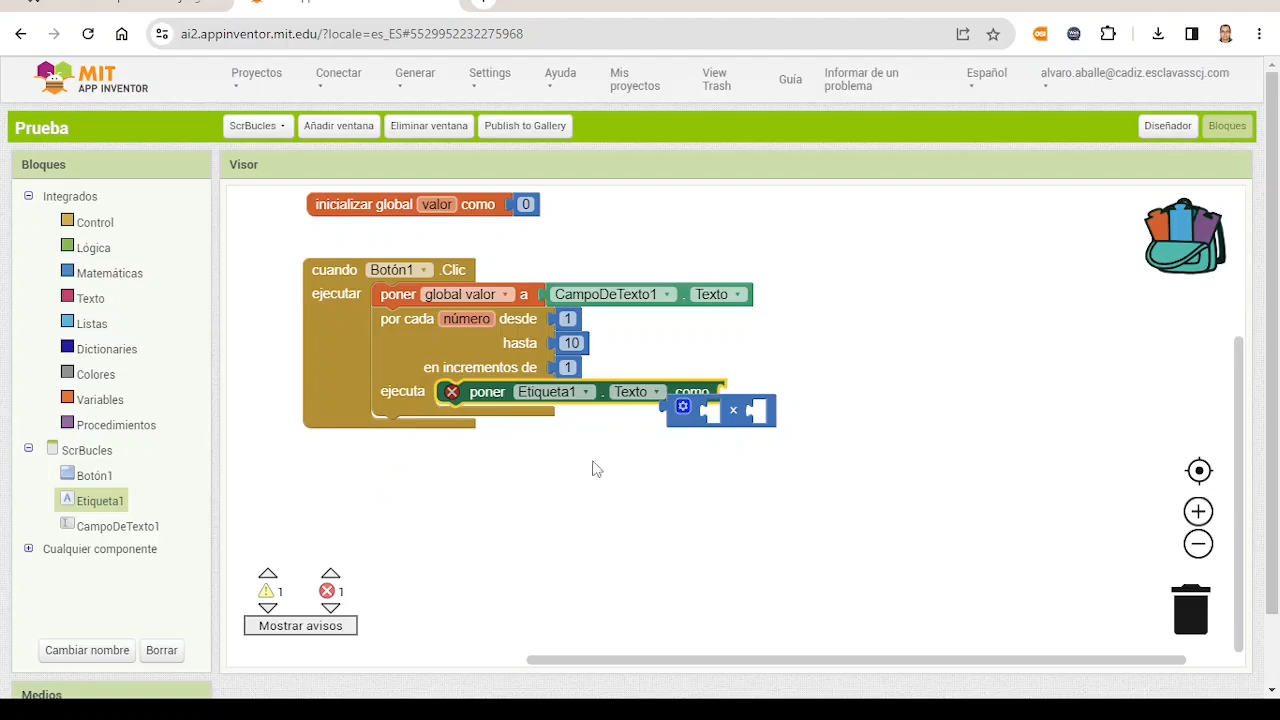 ai2.appinventor.mit.edu/?locale=es_ES#5529952232275968
MIT
APP INVENTOR
Proyectos
Conectar
Generar
Settings
Ayuda
Mis proyectos
View Trash
Guía
Informar de un problema
Español
alvaro.aballe@cadiz.esclavasscj.com
Prueba
ScrBucles
Añadir ventana
Eliminar ventana
Publish to Gallery
Diseñador
Bloques
Bloques
Visor
Integrados
Control
Lógica
Matemáticas
Texto
Listas
Dictionaries
Colores
Variables
Procedimientos
ScrBucles
Botón1
Etiqueta1
CampoDeTexto1
Cualquier componente
Cambiar nombre
Borrar
Medios
inicializar global valor como 0
cuando Botón1 .Clic
ejecutar poner global valor a CampoDeTexto1 . Texto
por cada número desde 1
hasta 10
en incrementos de 1
ejecuta poner Etiqueta1 . Texto como
×
1
1
Mostrar avisos